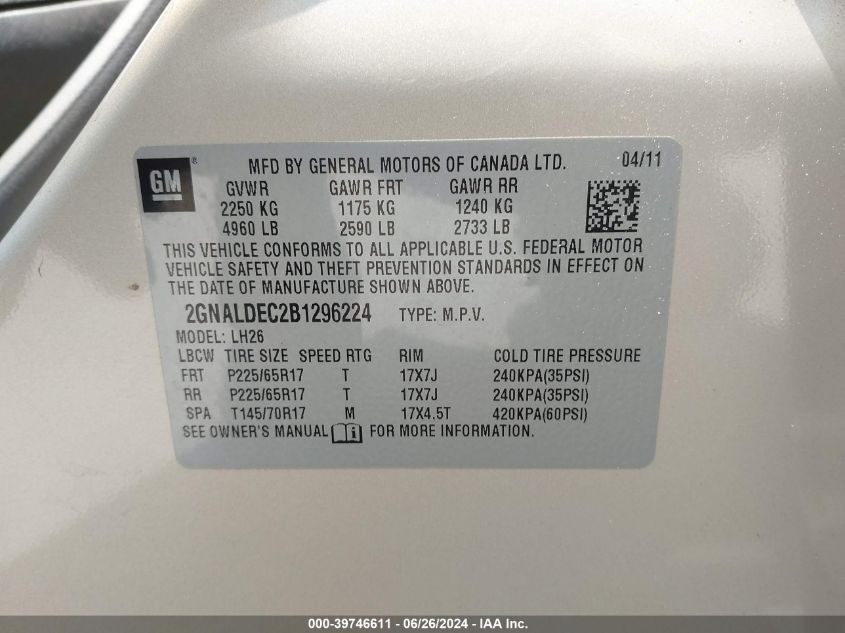 GM ® MFD BY GENERAL MOTORS OF CANADA LTD. 04/11
GVWR GAWR FRT GAWR RR
2250 KG 1175 KG 1240 KG
4960 LB 2590 LB 2733 LB
THIS VEHICLE CONFORMS TO ALL APPLICABLE U.S. FEDERAL MOTOR
VEHICLE SAFETY AND THEFT PREVENTION STANDARDS IN EFFECT ON
THE DATE OF MANUFACTURE SHOWN ABOVE.
2GNALDEC2B1296224 TYPE: M.P.V.
MODEL: LH26
LBCW TIRE SIZE SPEED RTG RIM COLD TIRE PRESSURE
FRT P225/65R17 T 17X7J 240KPA(35PSI)
RR P225/65R17 T 17X7J 240KPA(35PSI)
SPA T145/70R17 M 17X4.5T 420KPA(60PSI)
SEE OWNER'S MANUAL i FOR MORE INFORMATION.
000-39746611 / 06/26/2024 - IAA Inc.